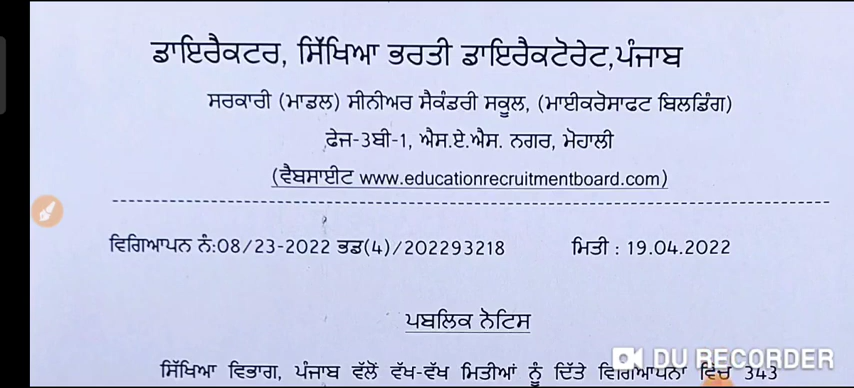 ਡਾਇਰੈਕਟਰ, ਸਿੱਖਿਆ ਭਰਤੀ ਡਾਇਰੈਕਟੋਰੇਟ,ਪੰਜਾਬ
ਸਰਕਾਰੀ (ਮਾਡਲ) ਸੀਨੀਅਰ ਸੈਕੰਡਰੀ ਸਕੂਲ, (ਮਾਈਕਰੋਸਾਫਟ ਬਿਲਡਿੰਗ)
ਫੇਜ-3ਬੀ-1, ਐਸ.ਏ.ਐਸ. ਨਗਰ, ਮੋਹਾਲੀ
(ਵੈਬਸਾਈਟ www.educationrecruitmentboard.com)
ਵਿਗਿਆਪਨ ਨੰ:08/23-2022 ਭਡ(4)/202293218 ਮਿਤੀ : 19.04.2022
ਪਬਲਿਕ ਨੋਟਿਸ
ਸਿੱਖਿਆ ਵਿਭਾਗ, ਪੰਜਾਬ ਵੱਲੋਂ ਵੱਖ-ਵੱਖ ਮਿਤੀਆਂ ਨੂੰ ਦਿੱਤੇ ਵਿਗਿਆਪਨਾਂ ਵਿਚ 343
DU RECORDER